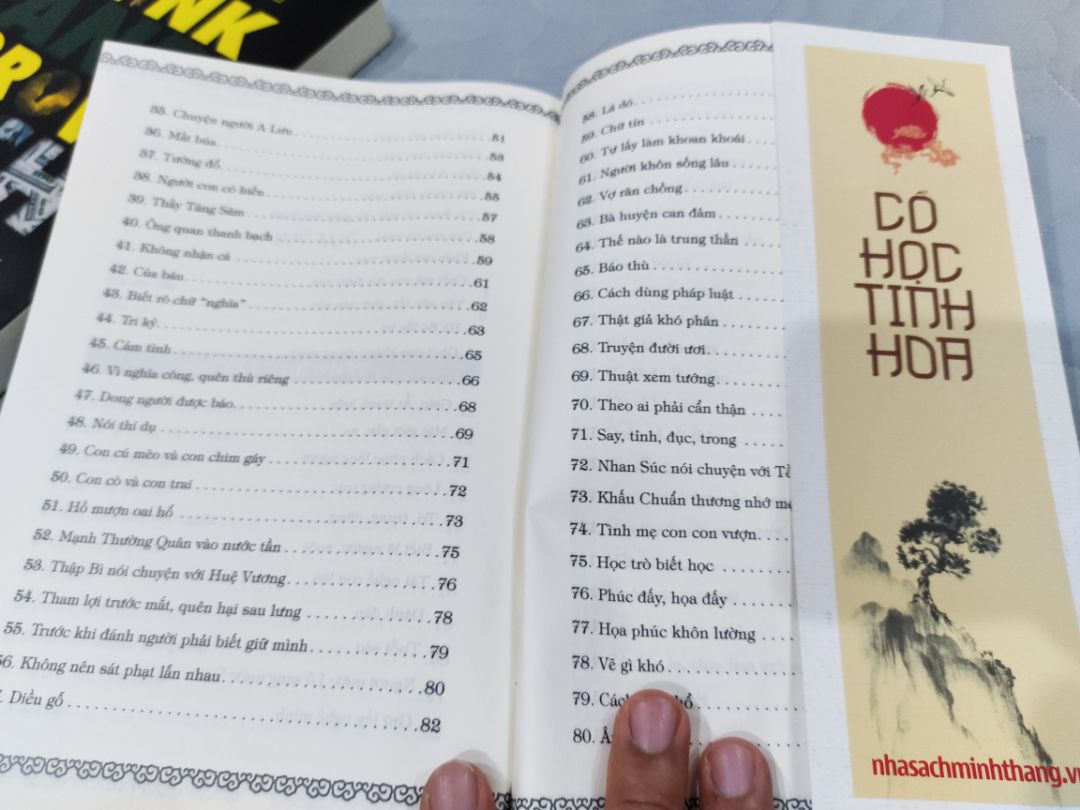 NK
35. Chuyện người A Lưu....................51
36. Mất búa....................53
37. Tường đổ....................54
38. Người con có hiếu....................55
39. Thầy Tăng Sâm....................57
40. Ông quan thanh bạch....................58
41. Không nhận cá....................59
42. Của báu....................61
43. Biết rõ chữ "nghĩa"....................62
44. Tri kỷ....................63
45. Cảm tình....................65
46. Vì nghĩa công, quên thù riêng....................66
47. Dong người được báo....................68
48. Nói thí dụ....................69
49. Con cú mèo và con chim gáy....................71
50. Con cò và con trai....................72
51. Hồ mượn oai hổ....................73
52. Mạnh Thường Quân vào nước tần....................75
53. Thập Bì nói chuyện với Huệ Vương....................76
54. Tham lợi trước mắt, quên hại sau lưng....................78
55. Trước khi đánh người phải biết giữ mình....................79
56. Không nên sát phạt lẫn nhau....................80
Diều gỗ....................82
58. Lá đó
59. Chữ tín
60. Tự lấy làm khoan khoái
61. Người khôn sống lâu
62. Vợ răn chồng
63. Bà huyện can đảm
64. Thế nào là trung thần
65. Báo thù
66. Cách dùng pháp luật
67. Thật giả khó phân
68. Truyện đười ươi
69. Thuật xem tướng
70. Theo ai phải cẩn thận
71. Say, tỉnh, đục, trong
72. Nhan Súc nói chuyện với Tề
73. Khấu Chuẩn thương nhớ mẹ
74. Tình mẹ con con vượn
75. Học trò biết học
76. Phúc đấy, họa đấy
77. Họa phúc khôn lường
78. Vẽ gì khó
79. Cách
80.
CỔ
HỌC
TINH
HOA
nhasachminhthang.v